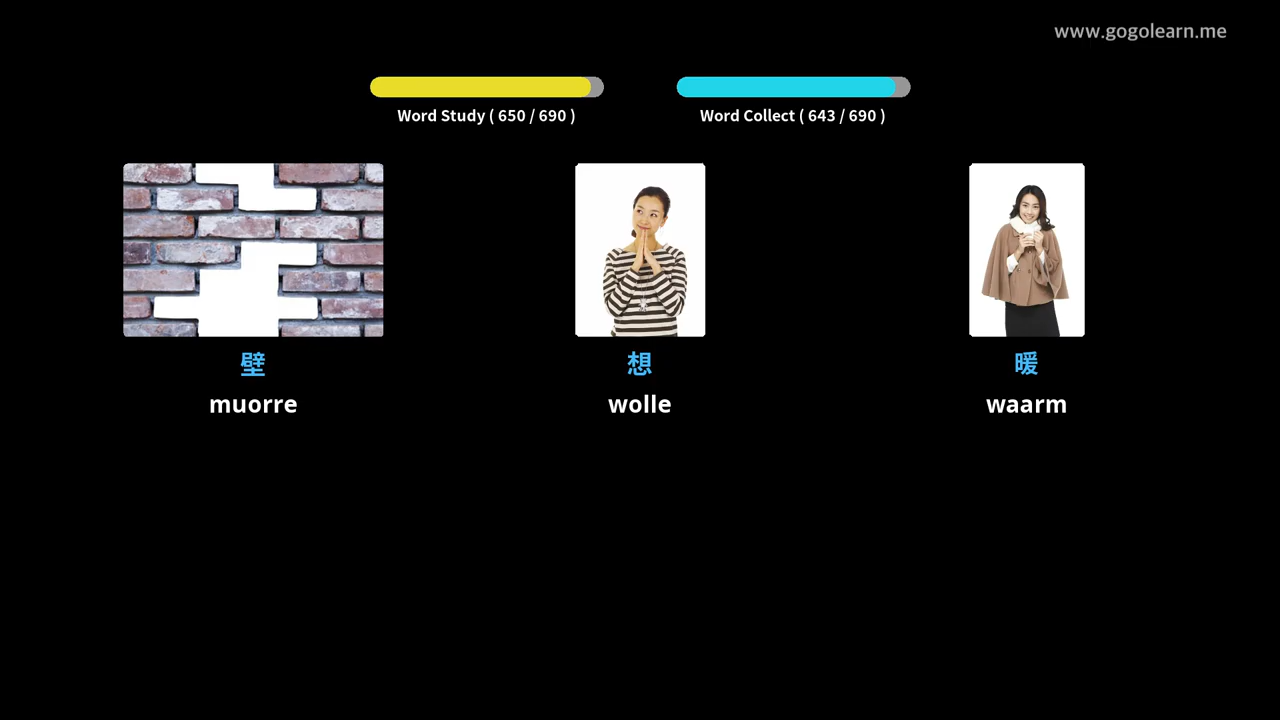 www.gogolearn.me
Word Study ( 650 / 690 )
Word Collect ( 643 / 690 )
壁
想
暖
muorre
wolle
waarm